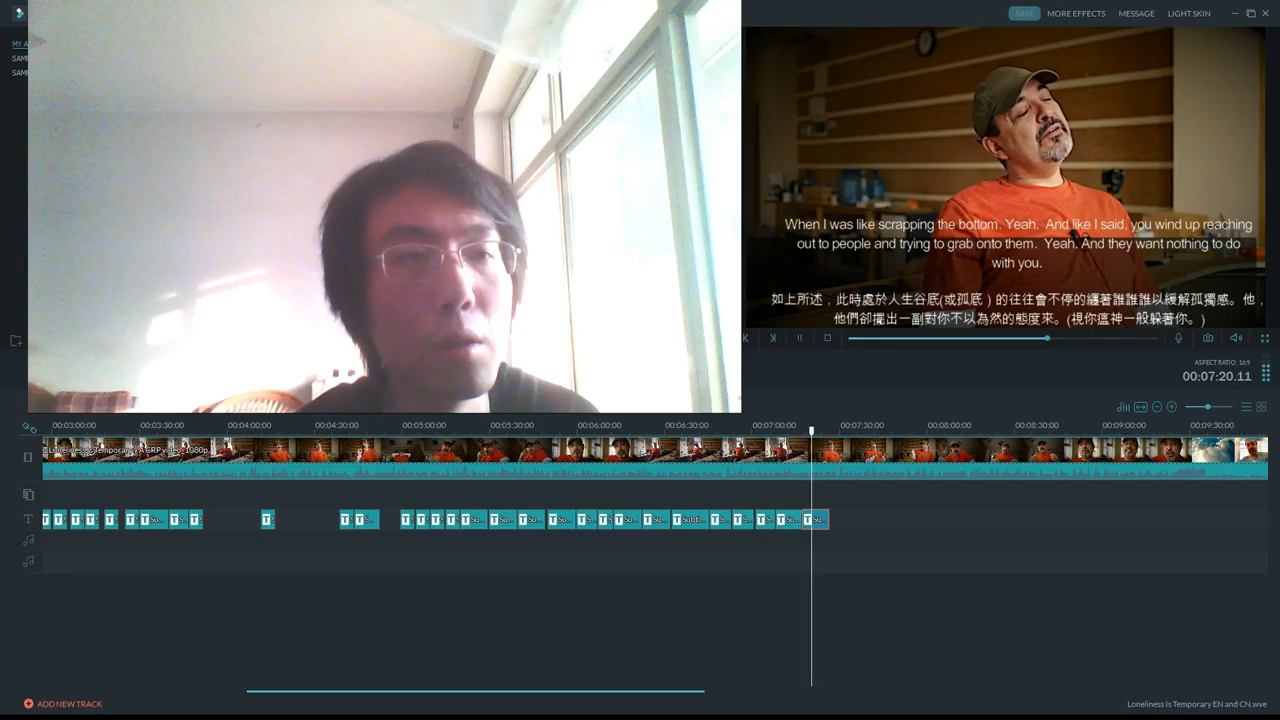 SAVE
MORE EFFECTS
MESSAGE
LIGHT SKIN
MY A
SAM
SAM
When I was like scrapping the bottom. Yeah. And like I said, you wind up reaching
out to people and trying to grab onto them. Yeah. And they want nothing to do
with you.
如上所述，此時處於人生谷底(或孤底）的往往會不停的纏著誰誰誰以緩解孤獨感。他，
他們卻擺出一副對你不以為然的態度來。(視你瘟神一般躲著你。)
ASPECT RATIO: 16:9
00:07:20.11
00:03:00:00 00:03:30:00 00:04:00:00 00:04:30:00 00:05:00:00 00:05:30:00 00:06:00:00 00:06:30:00 00:07:00:00 00:07:30:00 00:08:00:00 00:08:30:00 00:09:00:00 00:09:30:00
Loneliness Is Temporary - A GRP video_1080p
ADD NEW TRACK
Loneliness Is Temporary EN and CN.wve